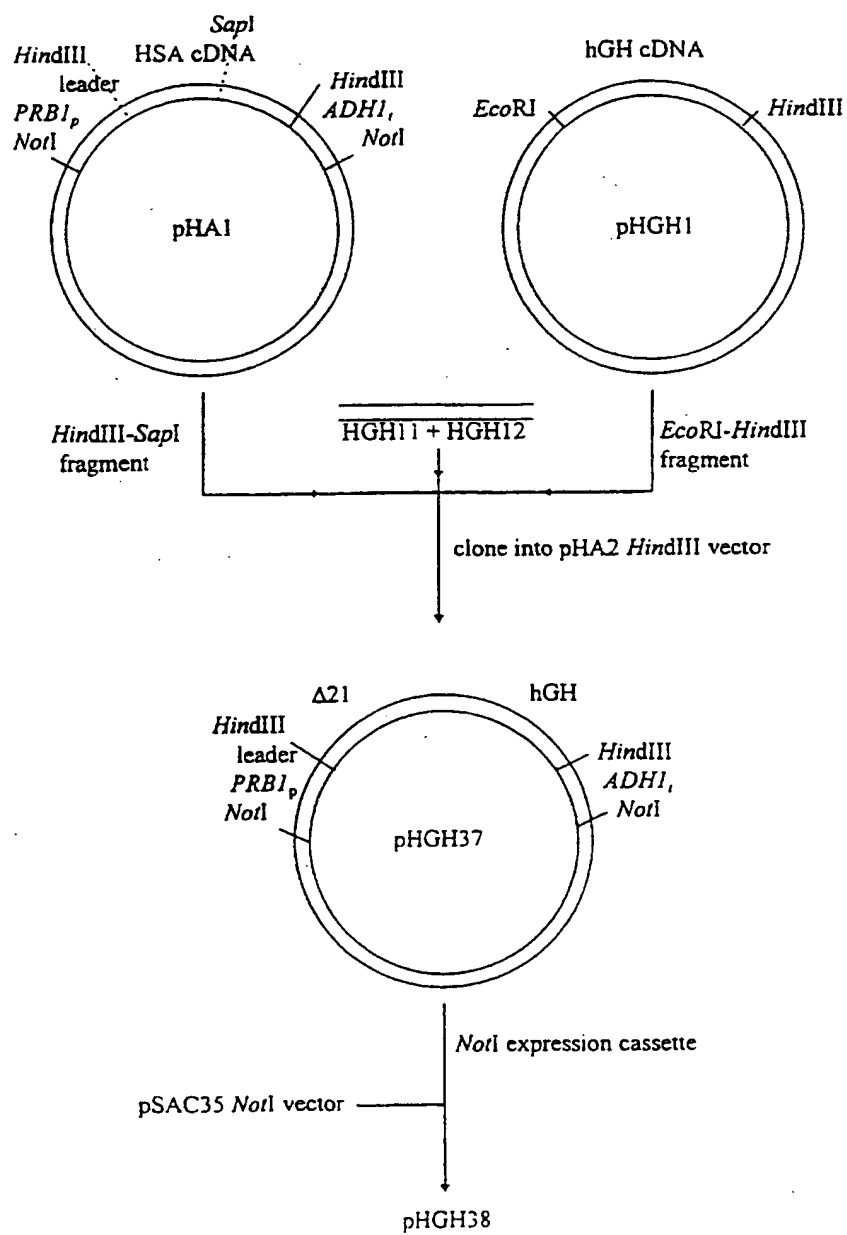 SapI
HindIII HSA cDNA
leader
PRB1p
NotI
HindIII
ADH1t
NotI
pHA1
hGH cDNA
EcoRI
HindIII
pHGH1
HindIII-SapI
fragment
HGH11 + HGH12
EcoRI-HindIII
fragment
clone into pHA2 HindIII vector
Δ21
hGH
HindIII
leader
PRB1p
NotI
HindIII
ADH1t
NotI
pHGH37
NotI expression cassette
pSAC35 NotI vector
pHGH38